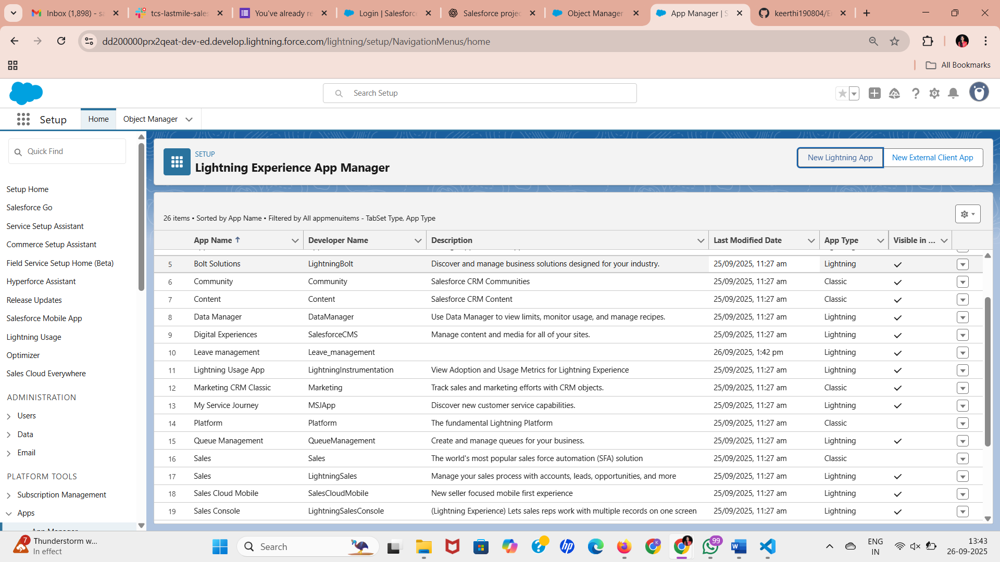 Inbox (1,898) - sa
tcs-lastmile-sales
You've already re
Login | Salesforce
Salesforce projec
Object Manager
App Manager | S
keerthi190804/E
dd200000prx2qeat-dev-ed.develop.lightning.force.com/lightning/setup/NavigationMenus/home
All Bookmarks
Search Setup
Setup
Home
Object Manager
Quick Find
Setup Home
Salesforce Go
Service Setup Assistant
Commerce Setup Assistant
Field Service Setup Home (Beta)
Hyperforce Assistant
Release Updates
Salesforce Mobile App
Lightning Usage
Optimizer
Sales Cloud Everywhere
ADMINISTRATION
Users
Data
Email
PLATFORM TOOLS
Subscription Management
Apps
App Manager
SETUP
Lightning Experience App Manager
New Lightning App
New External Client App
26 items • Sorted by App Name • Filtered by All appmenuitems - TabSet Type, App Type
App Name Developer Name Description Last Modified Date App Type Visible in ...
5 Bolt Solutions LightningBolt Discover and manage business solutions designed for your industry. 25/09/2025, 11:27 am Lightning
6 Community Community Salesforce CRM Communities 25/09/2025, 11:27 am Classic
7 Content Content Salesforce CRM Content 25/09/2025, 11:27 am Classic
8 Data Manager DataManager Use Data Manager to view limits, monitor usage, and manage recipes. 25/09/2025, 11:27 am Lightning
9 Digital Experiences SalesforceCMS Manage content and media for all of your sites. 25/09/2025, 11:27 am Lightning
10 Leave management Leave_management 26/09/2025, 1:42 pm Lightning
11 Lightning Usage App LightningInstrumentation View Adoption and Usage Metrics for Lightning Experience 25/09/2025, 11:27 am Lightning
12 Marketing CRM Classic Marketing Track sales and marketing efforts with CRM objects. 25/09/2025, 11:27 am Classic
13 My Service Journey MSJApp Discover new customer service capabilities. 25/09/2025, 11:27 am Lightning
14 Platform Platform The fundamental Lightning Platform 25/09/2025, 11:27 am Classic
15 Queue Management QueueManagement Create and manage queues for your business. 25/09/2025, 11:27 am Lightning
16 Sales Sales The world's most popular sales force automation (SFA) solution 25/09/2025, 11:27 am Classic
17 Sales LightningSales Manage your sales process with accounts, leads, opportunities, and more 25/09/2025, 11:27 am Lightning
18 Sales Cloud Mobile SalesCloudMobile New seller focused mobile first experience 25/09/2025, 11:27 am Lightning
19 Sales Console LightningSalesConsole (Lightning Experience) Lets sales reps work with multiple records on one screen 25/09/2025, 11:27 am Lightning
7
Thunderstorm w...
In effect
Search
K
99
ENG
IN
13:43
26-09-2025